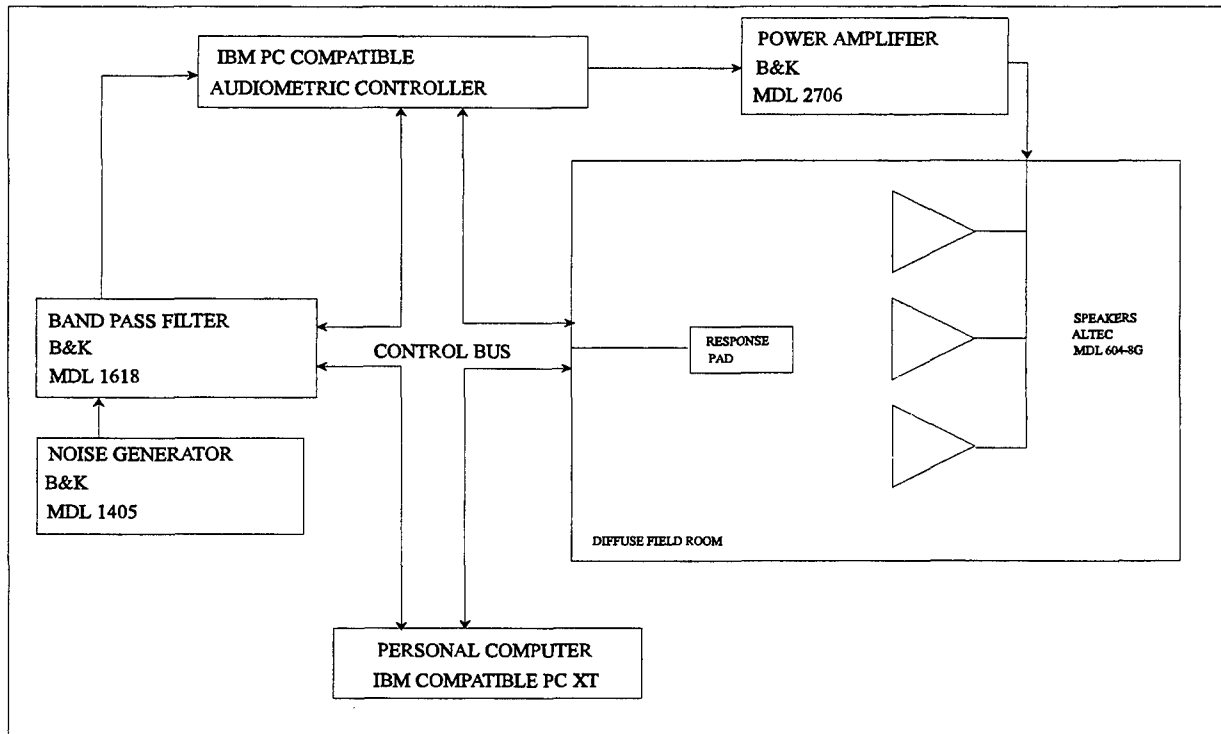 IBM PC COMPATIBLE
AUDIOMETRIC CONTROLLER
POWER AMPLIFIER
B&K
MDL 2706
BAND PASS FILTER
B&K
MDL 1618
CONTROL BUS
RESPONSE
PAD
SPEAKERS
ALTEC
MDL 604-8G
NOISE GENERATOR
B&K
MDL 1405
DIFFUSE FIELD ROOM
PERSONAL COMPUTER
IBM COMPATIBLE PC XT